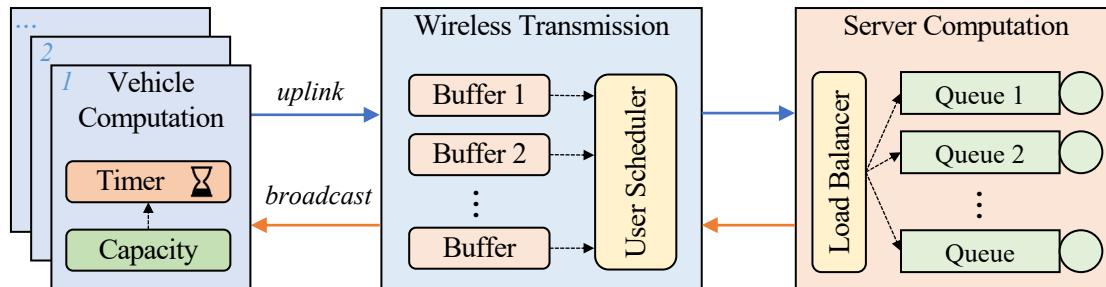 ...
2
1
Vehicle
Computation
Timer
Capacity
uplink
broadcast
Wireless Transmission
Buffer 1
Buffer 2
⋮
Buffer
User Scheduler
Server Computation
Load Balancer
Queue 1
Queue 2
⋮
Queue